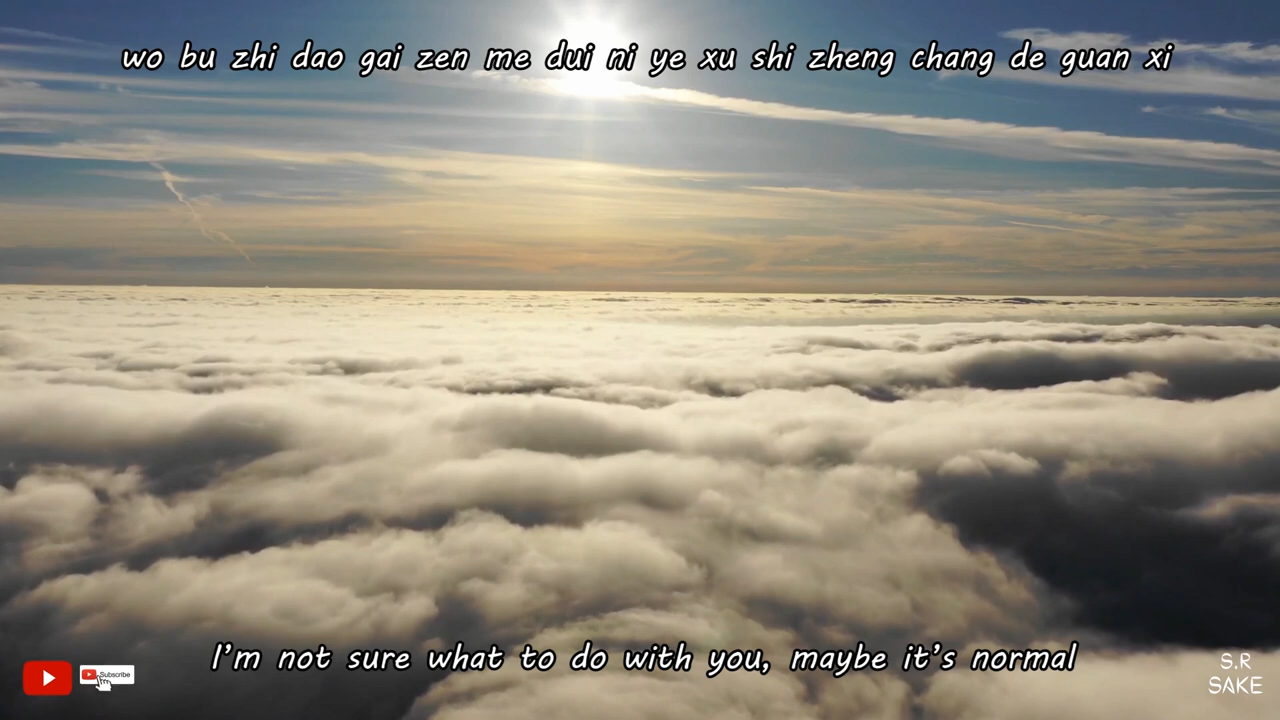 wo bu zhi dao gai zen me dui ni ye xu shi zheng chang de guan xi
I'm not sure what to do with you, maybe it's normal
Subscribe
S.R
SAKE